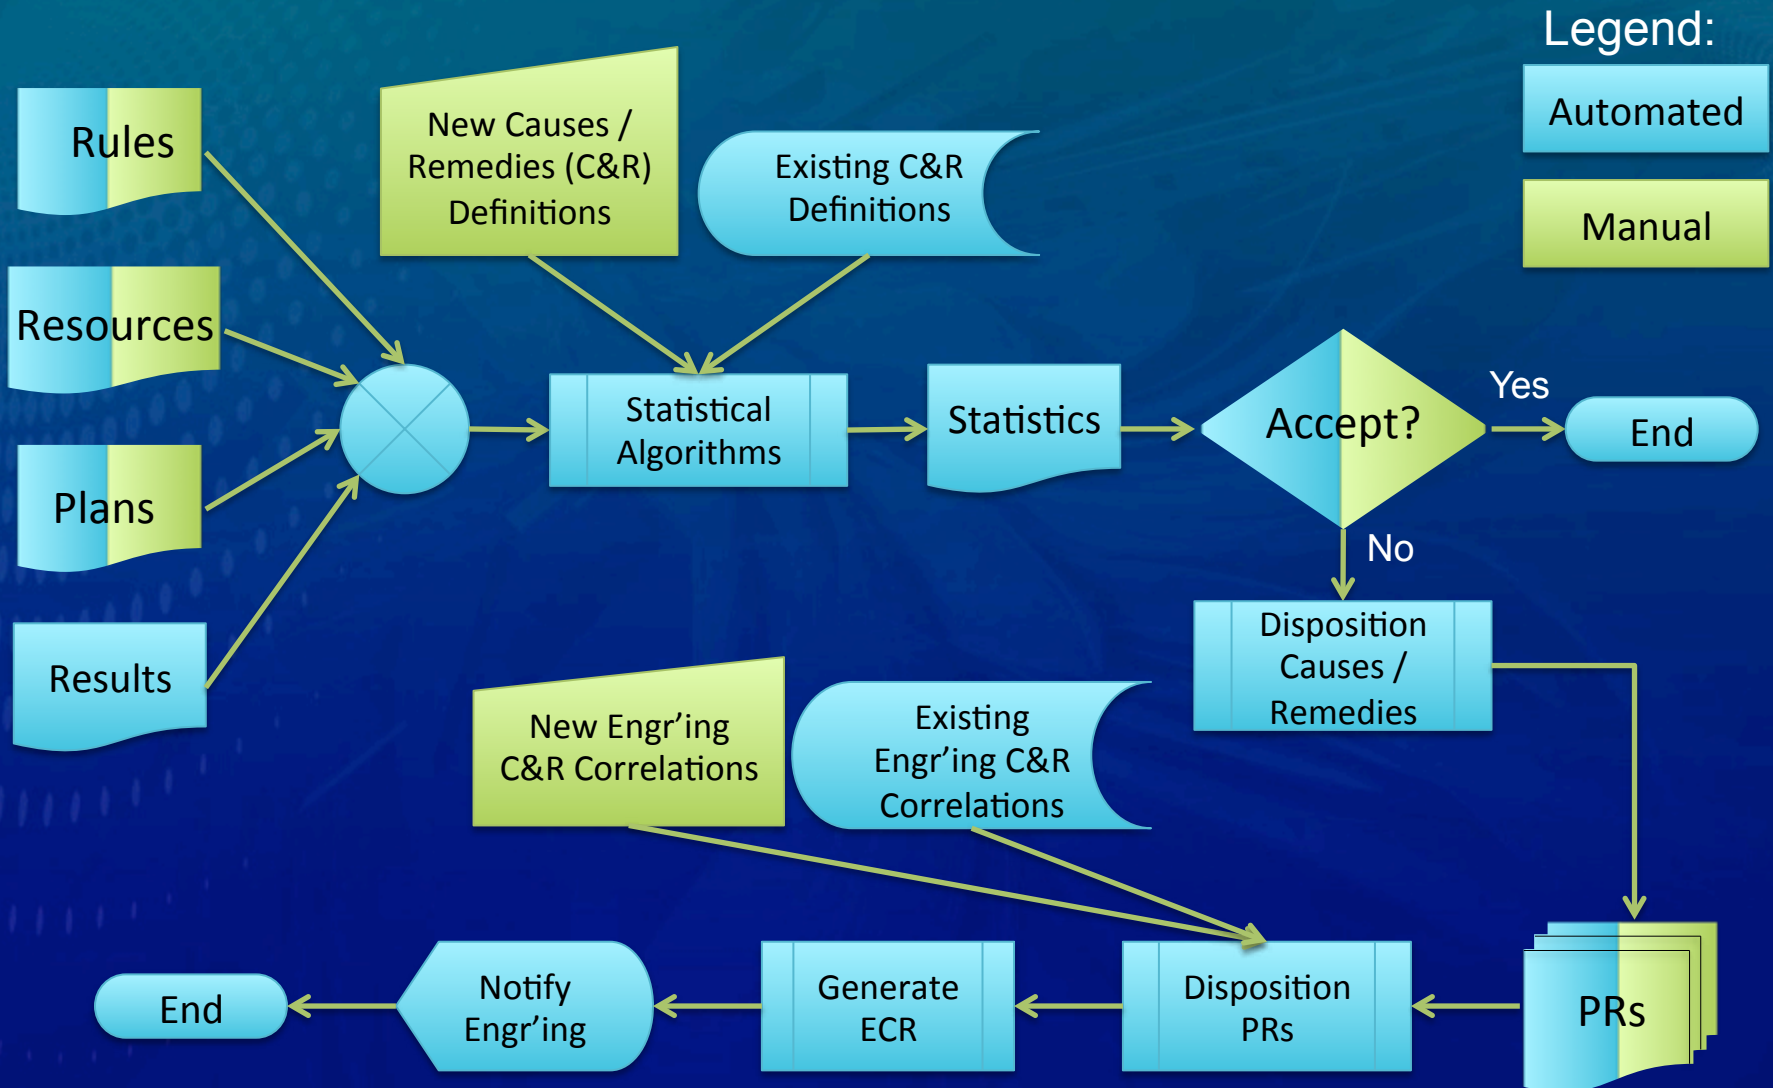 Legend:
Automated
Manual
Rules
New Causes /
Remedies (C&R)
Definitions
Existing C&R
Definitions
Resources
Plans
Results
Statistical
Algorithms
Statistics
Accept?
Yes
End
No
Disposition
Causes /
Remedies
New Engr’ing
C&R Correlations
Existing
Engr’ing C&R
Correlations
End
Notify
Engr’ing
Generate
ECR
Disposition
PRs
PRs